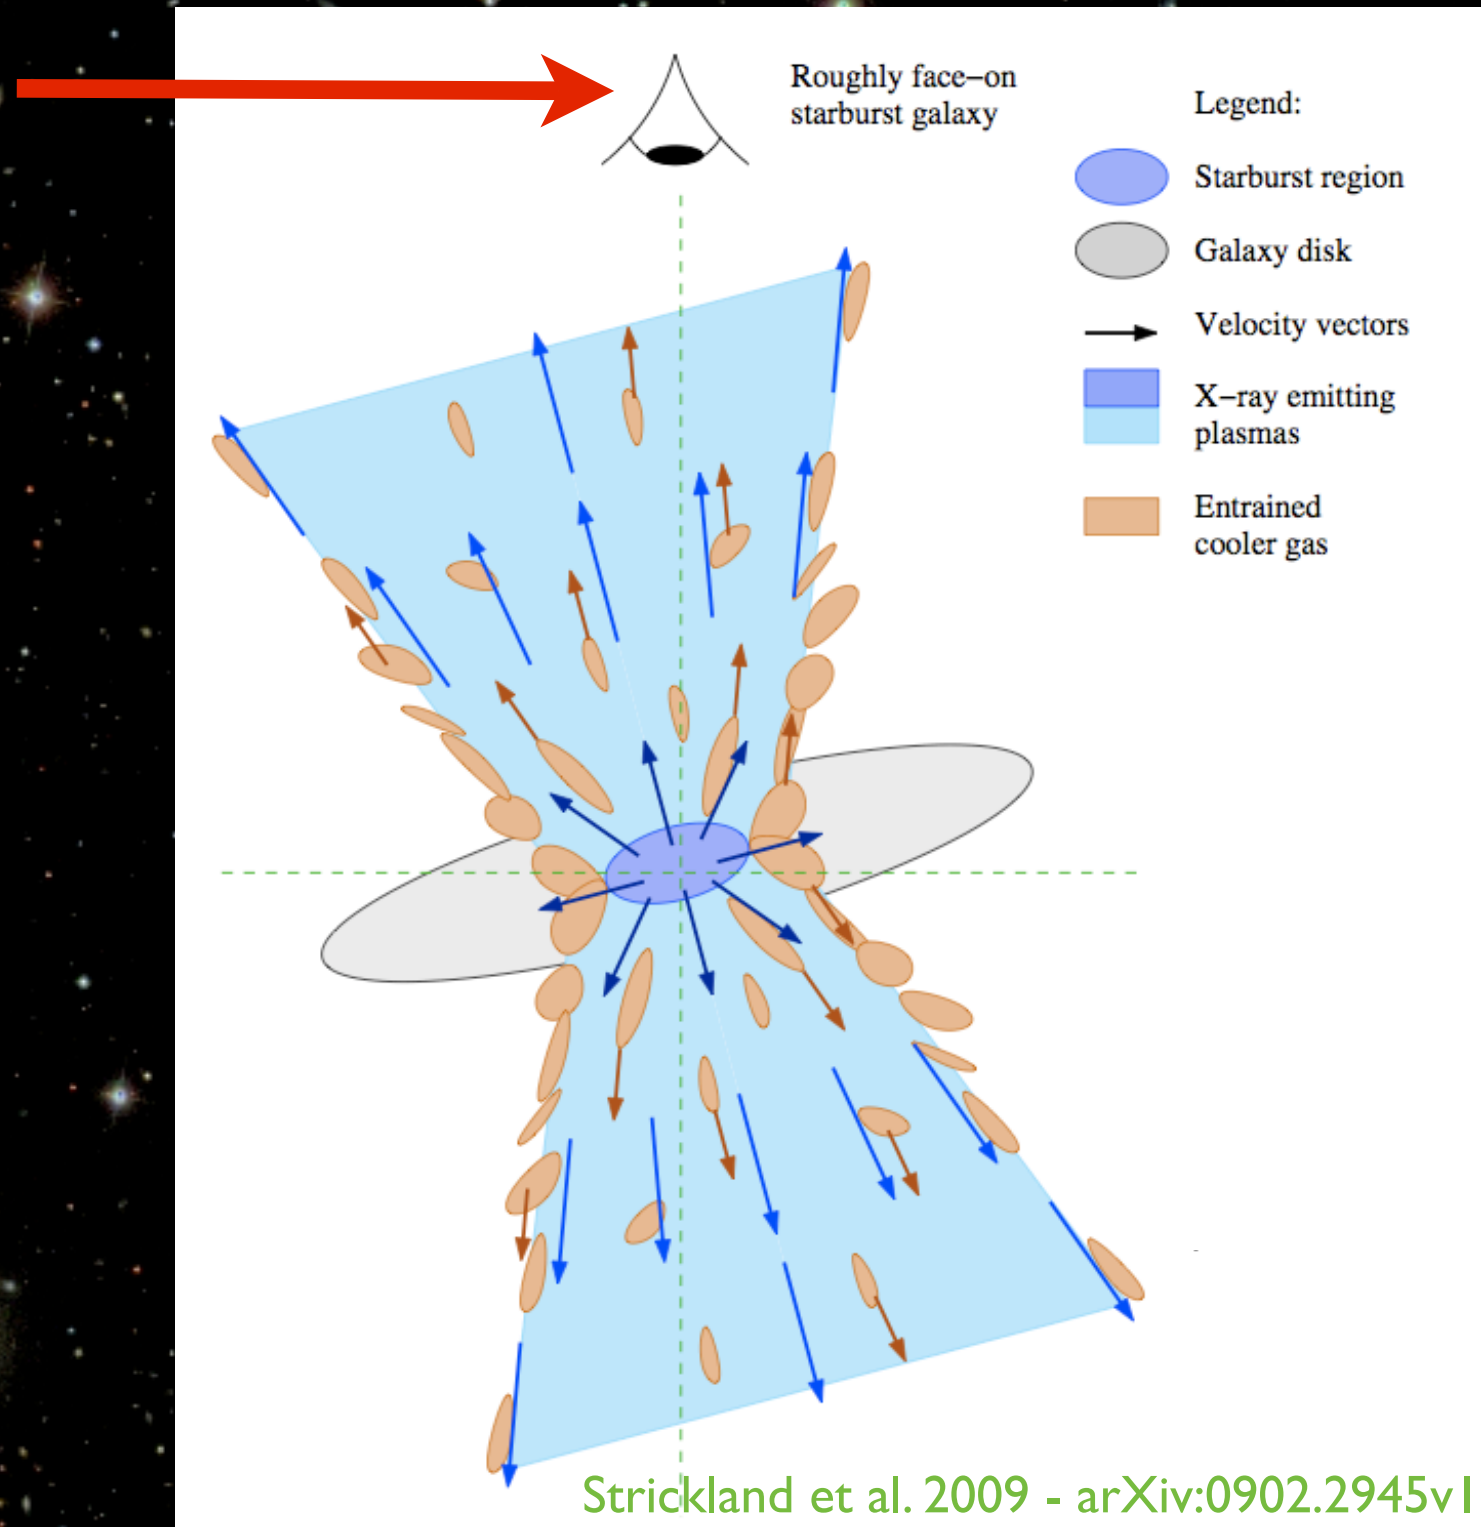 Roughly face–on
starburst galaxy
Legend:
Starburst region
Galaxy disk
Velocity vectors
X–ray emitting
plasmas
Entrained
cooler gas
Strickland et al. 2009 - arXiv:0902.2945v1